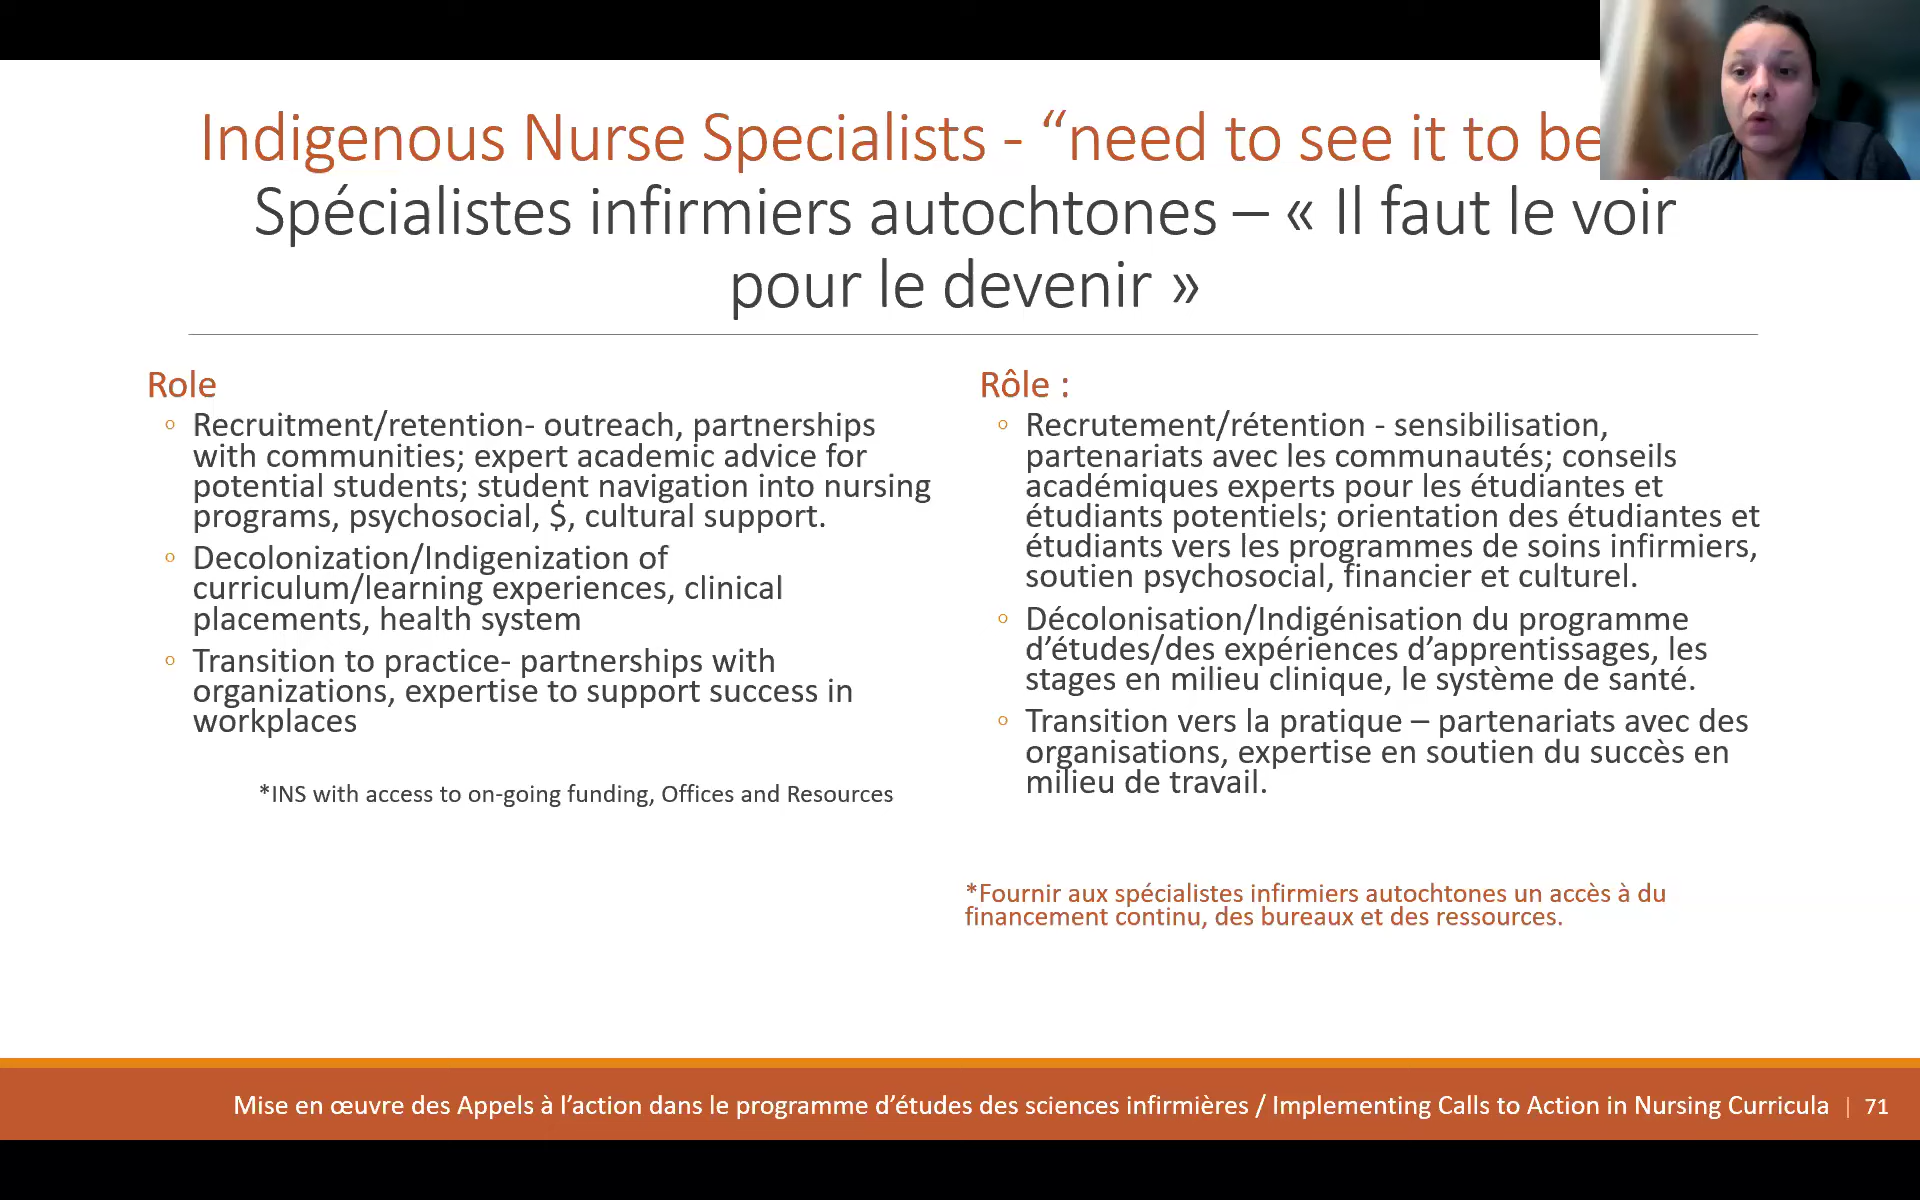 Indigenous Nurse Specialists - “need to see it to be
Spécialistes infirmiers autochtones – « Il faut le voir
pour le devenir »
Role
◦ Recruitment/retention- outreach, partnerships
with communities; expert academic advice for
potential students; student navigation into nursing
programs, psychosocial, $, cultural support.
◦ Decolonization/Indigenization of
curriculum/learning experiences, clinical
placements, health system
◦ Transition to practice- partnerships with
organizations, expertise to support success in
workplaces
*INS with access to on-going funding, Offices and Resources
Rôle :
◦ Recrutement/rétention - sensibilisation,
partenariats avec les communautés; conseils
académiques experts pour les étudiantes et
étudiants potentiels; orientation des étudiantes et
étudiants vers les programmes de soins infirmiers,
soutien psychosocial, financier et culturel.
◦ Décolonisation/Indigénisation du programme
d’études/des expériences d’apprentissages, les
stages en milieu clinique, le système de santé.
◦ Transition vers la pratique – partenariats avec des
organisations, expertise en soutien du succès en
milieu de travail.
*Fournir aux spécialistes infirmiers autochtones un accès à du
financement continu, des bureaux et des ressources.
Mise en œuvre des Appels à l’action dans le programme d’études des sciences infirmières / Implementing Calls to Action in Nursing Curricula | 71